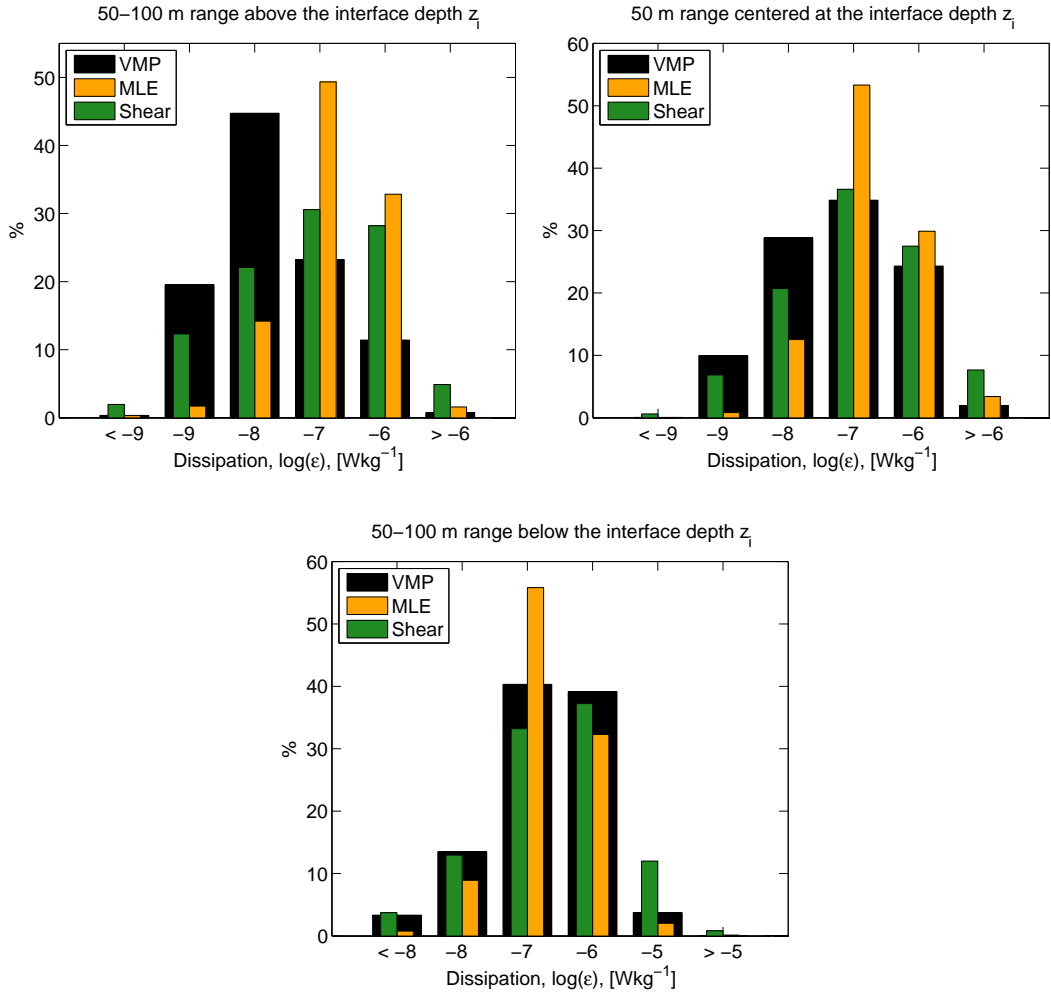 50–100 m range above the interface depth z_i
50
40
30
20
10
0
%
VMP
MLE
Shear
< −9
−9
−8
−7
−6
> −6
Dissipation, log(ε), [Wkg⁻¹]
50 m range centered at the interface depth z_i
60
50
40
30
20
10
0
%
VMP
MLE
Shear
< −9
−9
−8
−7
−6
> −6
Dissipation, log(ε), [Wkg⁻¹]
50–100 m range below the interface depth z_i
60
50
40
30
20
10
0
%
VMP
MLE
Shear
< −8
−8
−7
−6
−5
> −5
Dissipation, log(ε), [Wkg⁻¹]